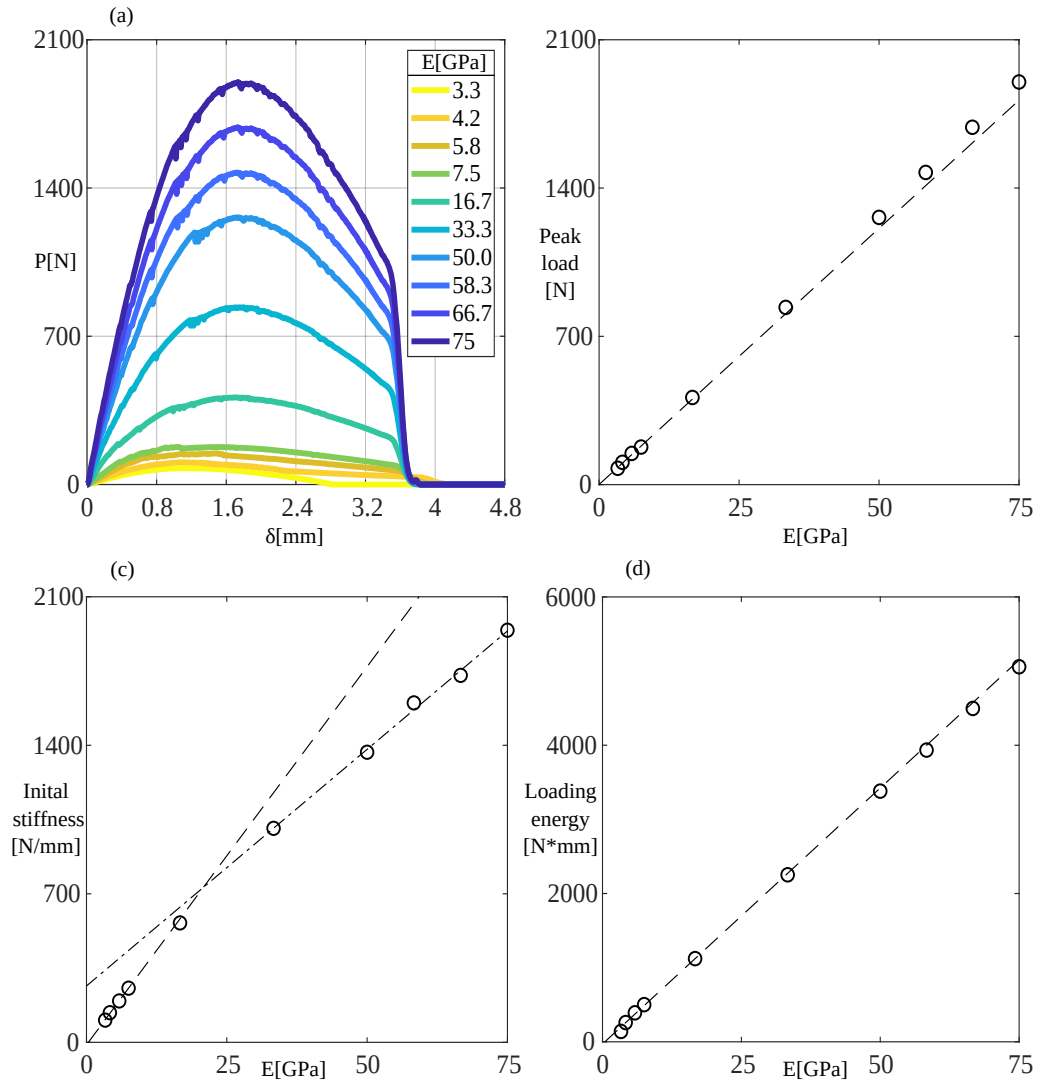 (a)
2100
1400
P[N]
700
0
0 0.8 1.6 2.4 3.2 4 4.8
δ[mm]
E[GPa]
3.3
4.2
5.8
7.5
16.7
33.3
50.0
58.3
66.7
75
2100
1400
Peak
load
[N]
700
0
0 25 50 75
E[GPa]
(c)
2100
1400
Inital
stiffness
[N/mm]
700
0
0 25 50 75
E[GPa]
(d)
6000
4000
Loading
energy
[N*mm]
2000
0
0 25 50 75
E[GPa]